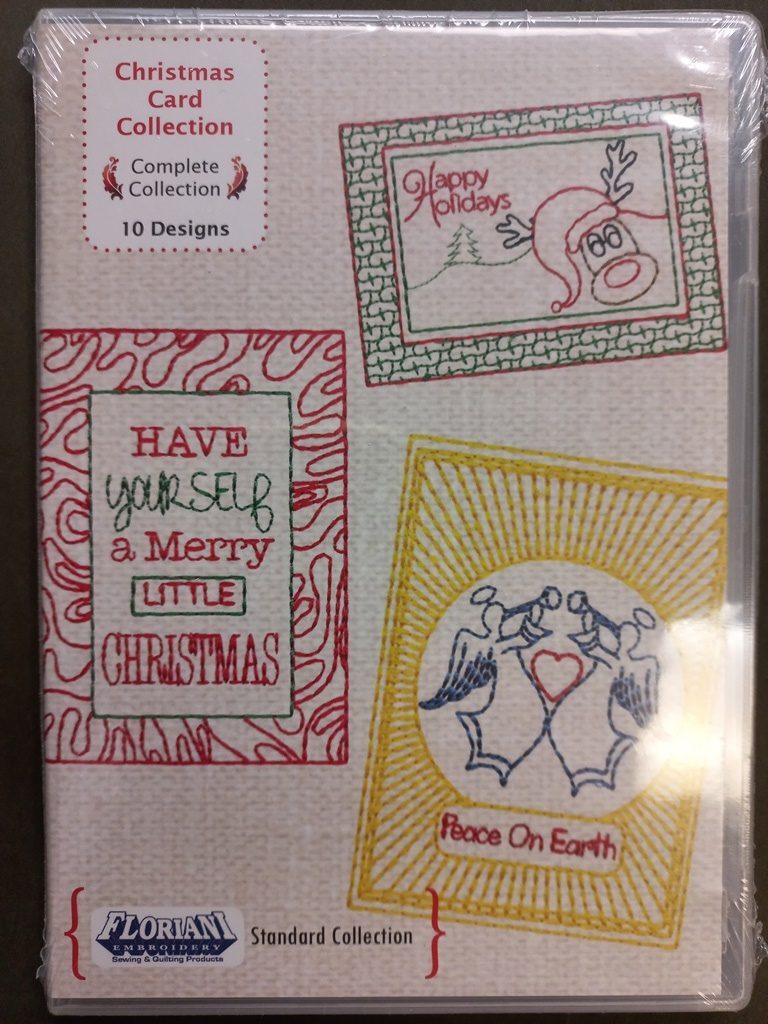 Christmas
Card
Collection
Complete
Collection
10 Designs
Happy
Holidays
HAVE
YOURSELF
a Merry
LITTLE
CHRISTMAS
Peace On Earth
FLORIANI
EMBROIDERY
Sewing & Quilting Products
Standard Collection